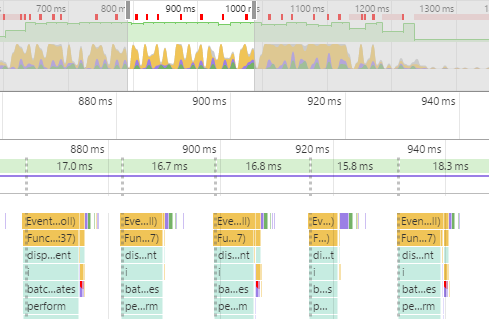 700 ms 800 ms 900 ms 1000 ms 1100 ms 1200 ms 1300 ms
880 ms 900 ms 920 ms 940 ms
880 ms 900 ms 920 ms 940 ms
17.0 ms 16.7 ms 16.8 ms 15.8 ms 18.3 ms
Event...oll) Eve...ll) Eve...ll) Ev...) Even...ll)
Func...:37) Fun...7) Fu...7) F...) Fun...7)
disp...ent dis...nt dis...nt di...t dis...nt
i i i i i
batc...ates bat...es ba...es b...s bat...es
perform pe...rm pe...m p... pe...rm